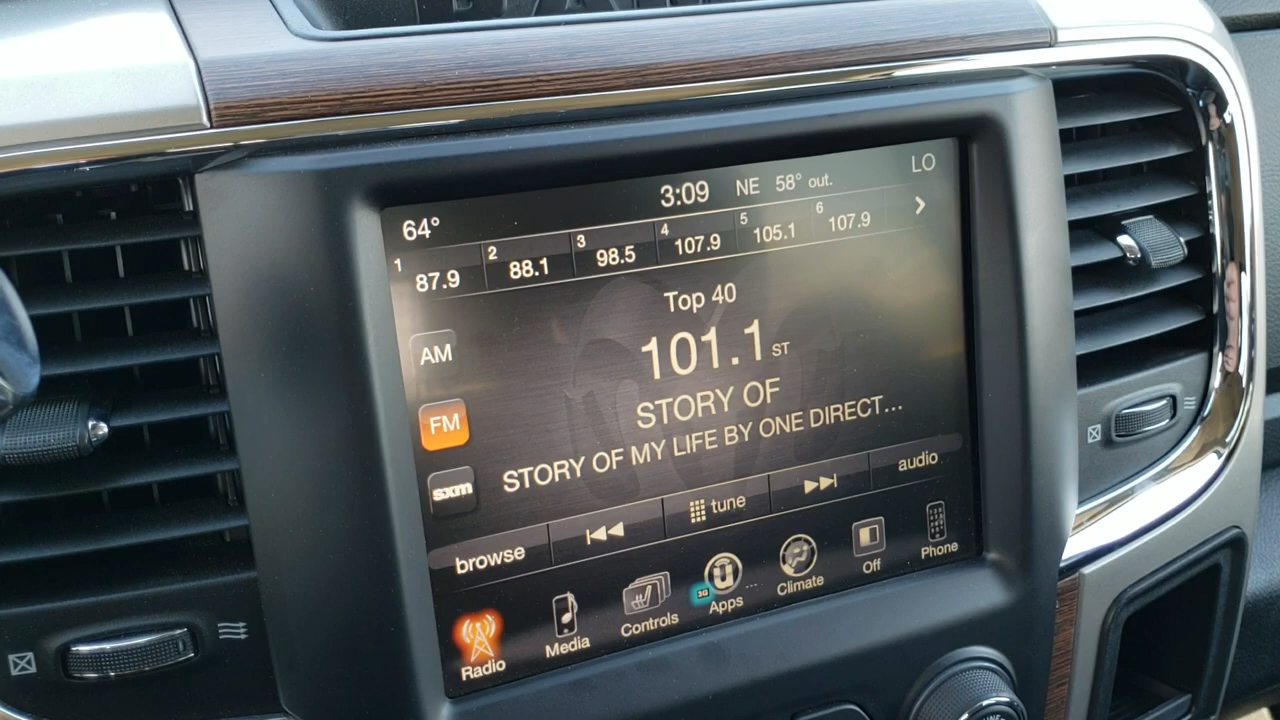 64° 3:09 NE 58° out. LO
1 87.9 2 88.1 3 98.5 4 107.9 5 105.1 6 107.9
Top 40
AM
101.1 ST
STORY OF
FM
STORY OF MY LIFE BY ONE DIRECT...
sxm
browse tune audio
Radio Media Controls 3G Apps Climate Off Phone